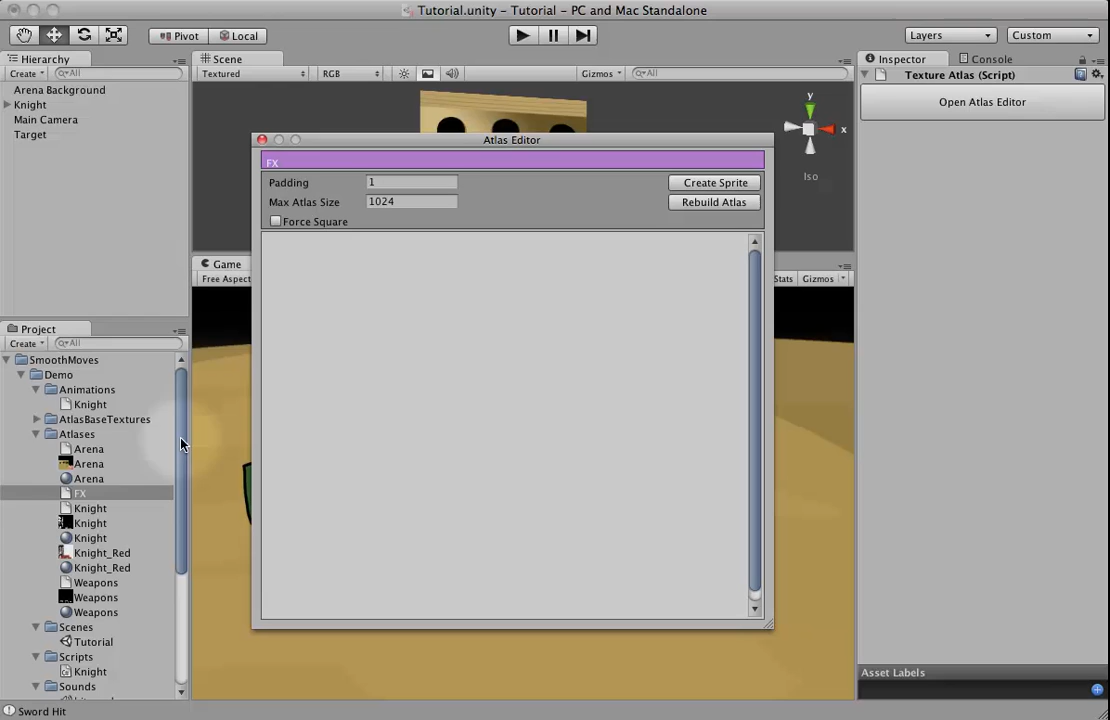 Tutorial.unity - Tutorial - PC and Mac Standalone
Pivot
Local
Layers
Custom
Hierarchy
Create
All
Arena Background
Knight
Main Camera
Target
Scene
Textured
RGB
Gizmos
All
y
x
Iso
Inspector
Console
Texture Atlas (Script)
Open Atlas Editor
Atlas Editor
FX
Padding
1
Create Sprite
Max Atlas Size
1024
Rebuild Atlas
Force Square
Game
Free Aspect
Stats
Gizmos
Project
Create
All
SmoothMoves
Demo
Animations
Knight
AtlasBaseTextures
Atlases
Arena
Arena
Arena
FX
Knight
Knight
Knight
Knight_Red
Knight_Red
Weapons
Weapons
Weapons
Scenes
Tutorial
Scripts
Knight
Sounds
Asset Labels
Sword Hit